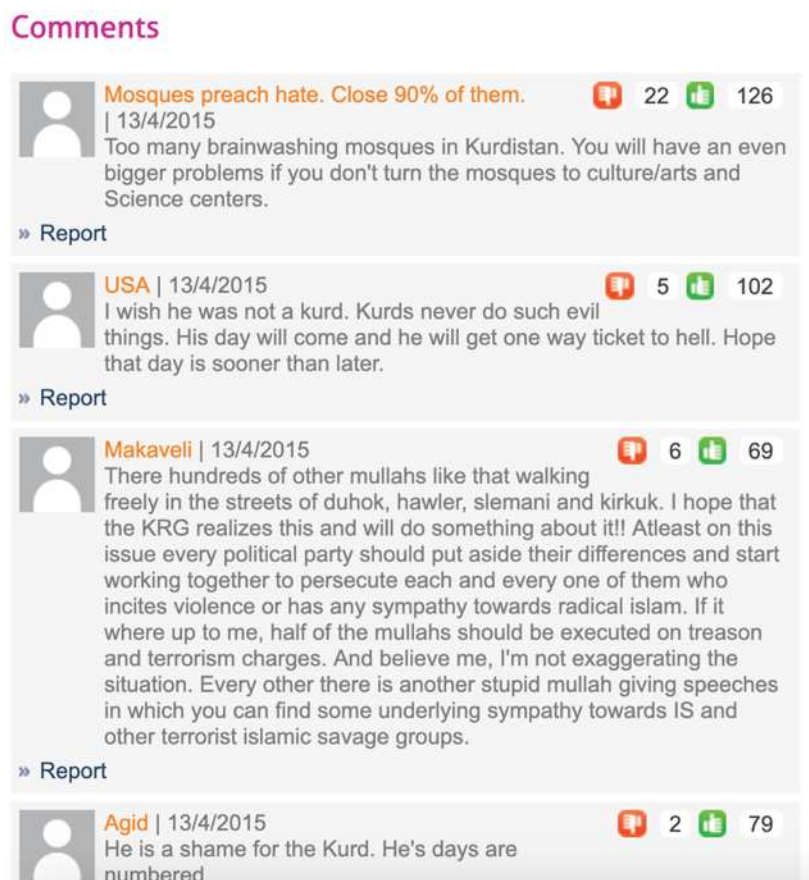 Comments
Mosques preach hate. Close 90% of them. 22 126
| 13/4/2015
Too many brainwashing mosques in Kurdistan. You will have an even
bigger problems if you don't turn the mosques to culture/arts and
Science centers.
» Report
USA | 13/4/2015 5 102
I wish he was not a kurd. Kurds never do such evil
things. His day will come and he will get one way ticket to hell. Hope
that day is sooner than later.
» Report
Makaveli | 13/4/2015 6 69
There hundreds of other mullahs like that walking
freely in the streets of duhok, hawler, slemani and kirkuk. I hope that
the KRG realizes this and will do something about it!! Atleast on this
issue every political party should put aside their differences and start
working together to persecute each and every one of them who
incites violence or has any sympathy towards radical islam. If it
where up to me, half of the mullahs should be executed on treason
and terrorism charges. And believe me, I'm not exaggerating the
situation. Every other there is another stupid mullah giving speeches
in which you can find some underlying sympathy towards IS and
other terrorist islamic savage groups.
» Report
Agid | 13/4/2015 2 79
He is a shame for the Kurd. He's days are
numbered